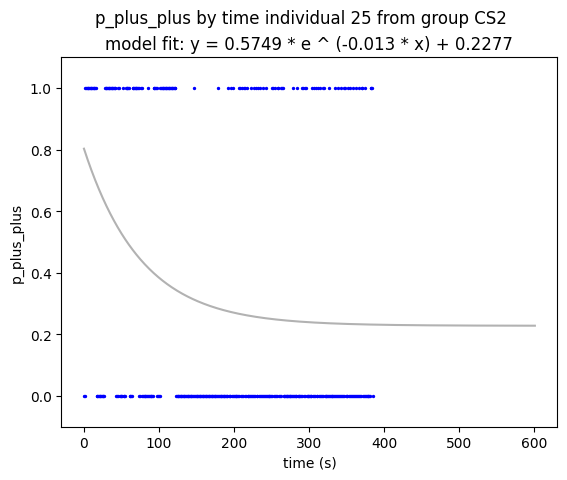 p_plus_plus by time individual 25 from group CS2
model fit: y = 0.5749 * e ^ (-0.013 * x) + 0.2277
1.0
0.8
0.6
0.4
0.2
0.0
p_plus_plus
0 100 200 300 400 500 600
time (s)